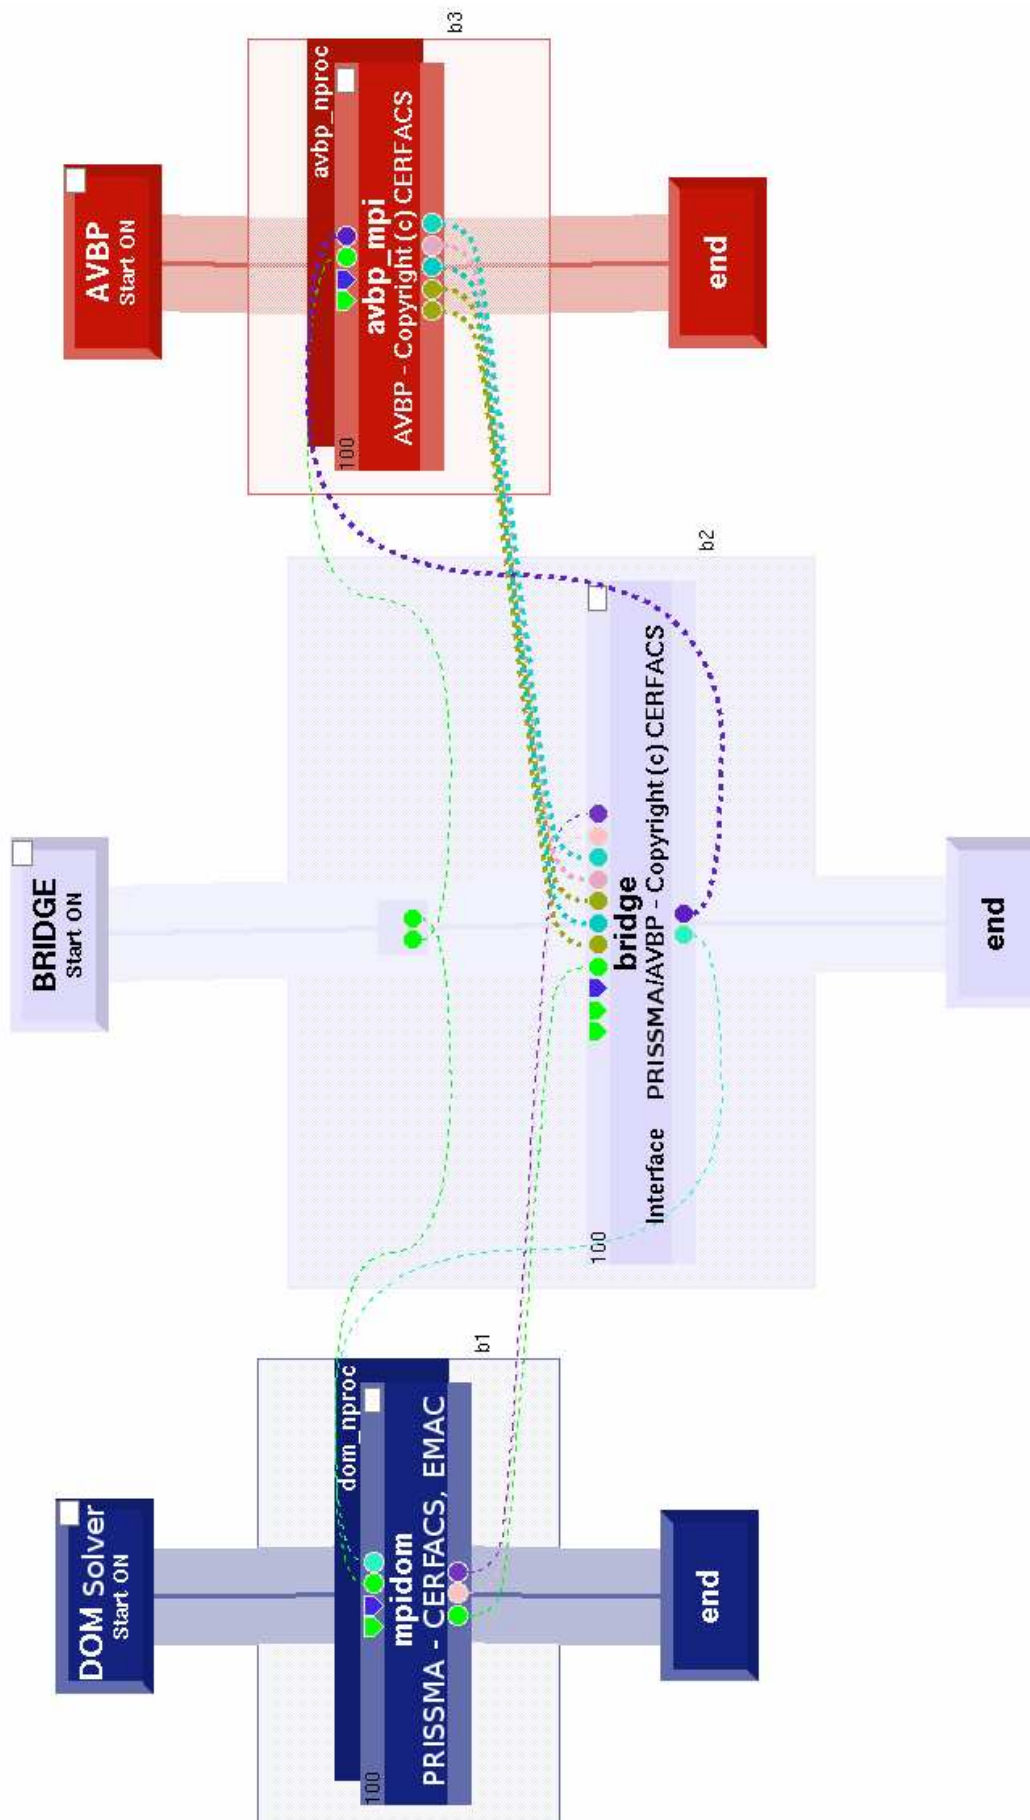 DOM Solver
Start ON
dom_nproc
100
mpidom
PRISSMA - CERFACS, EMAC
b1
end
BRIDGE
Start ON
100
bridge
Interface PRISSMA/AVBP - Copyright (c) CERFACS
b2
end
AVBP
Start ON
avbp_nproc
100
avbp_mpi
AVBP - Copyright (c) CERFACS
b3
end